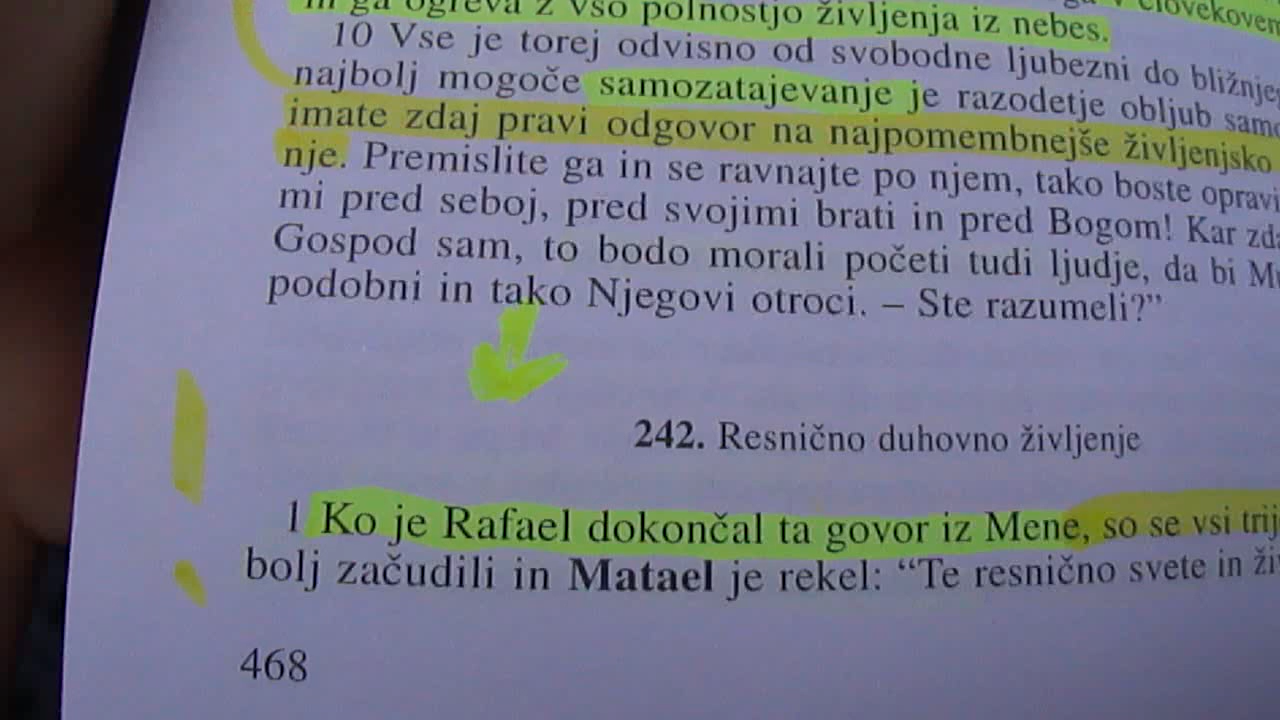 in ga ogreva z vso polnostjo življenja iz nebes.
10 Vse je torej odvisno od svobodne ljubezni do
najbolj mogoče samozatajevanje je razodetje obljub
imate zdaj pravi odgovor na najpomembnejše življenjsko
nje. Premislite ga in se ravnajte po njem, tako boste
mi pred seboj, pred svojimi brati in pred Bogom! Kar
Gospod sam, to bodo morali početi tudi ljudje, da bi
podobni in tako Njegovi otroci. – Ste razumeli?”
242. Resnično duhovno življenje
1 Ko je Rafael dokončal ta govor iz Mene, so se vsi
bolj začudili in Matael je rekel: “Te resnično svete in
468